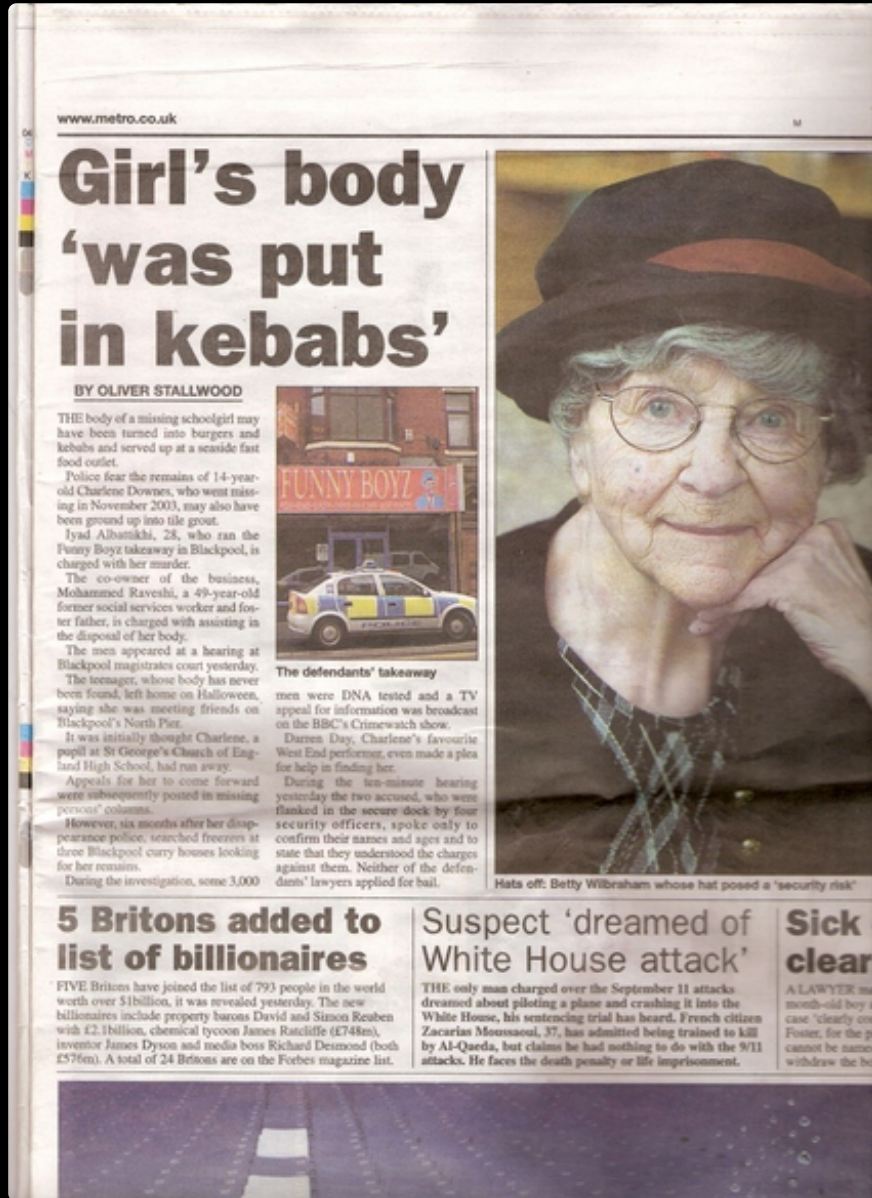 www.metro.co.uk
M
Girl's body
'was put
in kebabs'
BY OLIVER STALLWOOD
THE body of a missing schoolgirl may
have been turned into burgers and
kebabs and served up at a seaside fast
food outlet.
Police fear the remains of 14-year-
old Charlene Downes, who went miss-
ing in November 2003, may also have
been ground up into tile grout.
Iyad Albattikhi, 28, who ran the
Funny Boyz takeaway in Blackpool, is
charged with her murder.
The co-owner of the business,
Mohammed Raveshi, a 49-year-old
former social services worker and fos-
ter father, is charged with assisting in
the disposal of her body.
The men appeared at a hearing at
Blackpool magistrates court yesterday.
The teenager, whose body has never
been found, left home on Halloween,
saying she was meeting friends on
Blackpool's North Pier.
It was initially thought Charlene, a
pupil at St George's Church of Eng-
land High School, had run away.
Appeals for her to come forward
were subsequently posted in missing
persons' columns.
However, six months after her disap-
pearance police, searched freezers at
three Blackpool curry houses looking
for her remains.
During the investigation, some 3,000
FUNNY BOYZ
POLICE
The defendants' takeaway
men were DNA tested and a TV
appeal for information was broadcast
on the BBC's Crimewatch show.
Darren Day, Charlene's favourite
West End performer, even made a plea
for help in finding her.
During the ten-minute hearing
yesterday the two accused, who were
flanked in the secure dock by four
security officers, spoke only to
confirm their names and ages and to
state that they understood the charges
against them. Neither of the defen-
dants' lawyers applied for bail.
Hats off: Betty Wilbraham whose hat posed a 'security risk'
5 Britons added to
list of billionaires
FIVE Britons have joined the list of 793 people in the world
worth over $1billion, it was revealed yesterday. The new
billionaires include property barons David and Simon Reuben
with £2.1billion, chemical tycoon James Ratcliffe (£748m),
inventor James Dyson and media boss Richard Desmond (both
£576m). A total of 24 Britons are on the Forbes magazine list.
Suspect 'dreamed of
White House attack'
THE only man charged over the September 11 attacks
dreamed about piloting a plane and crashing it into the
White House, his sentencing trial has heard. French citizen
Zacarias Moussaoui, 37, has admitted being trained to kill
by Al-Qaeda, but claims he had nothing to do with the 9/11
attacks. He faces the death penalty or life imprisonment.
Sick
clear
A LAWYER
month-old boy
case 'clearly
Foster, for the
cannot be
withdraw the